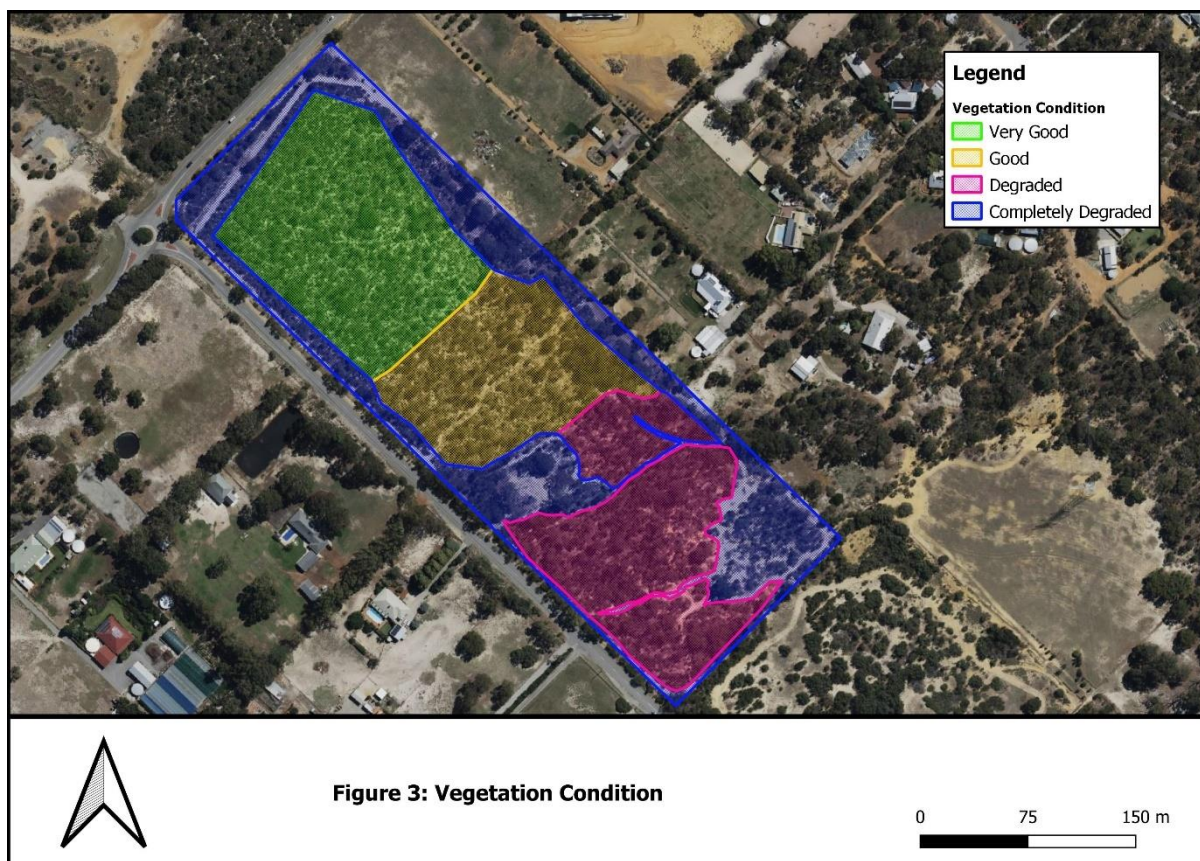 Legend
Vegetation Condition
Very Good
Good
Degraded
Completely Degraded
Figure 3: Vegetation Condition
0 75 150 m